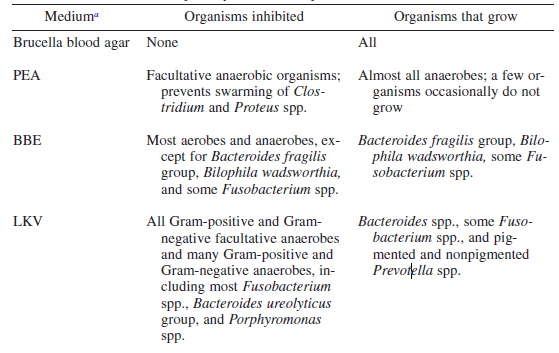 Mediumᵃ Organisms inhibited Organisms that grow
Brucella blood agar None All
PEA Facultative anaerobic organisms; Almost all anaerobes; a few or-
prevents swarming of Clos- ganisms occasionally do not
tridium and Proteus spp. grow
BBE Most aerobes and anaerobes, ex- Bacteroides fragilis group, Bilo-
cept for Bacteroides fragilis phila wadsworthia, some Fu-
group, Bilophila wadsworthia, sobacterium spp.
and some Fusobacterium spp.
LKV All Gram-positive and Gram- Bacteroides spp., some Fuso-
negative facultative anaerobes bacterium spp., and pig-
and many Gram-positive and mented and nonpigmented
Gram-negative anaerobes, in- Prevotella spp.
cluding most Fusobacterium
spp., Bacteroides ureolyticus
group, and Porphyromonas
spp.